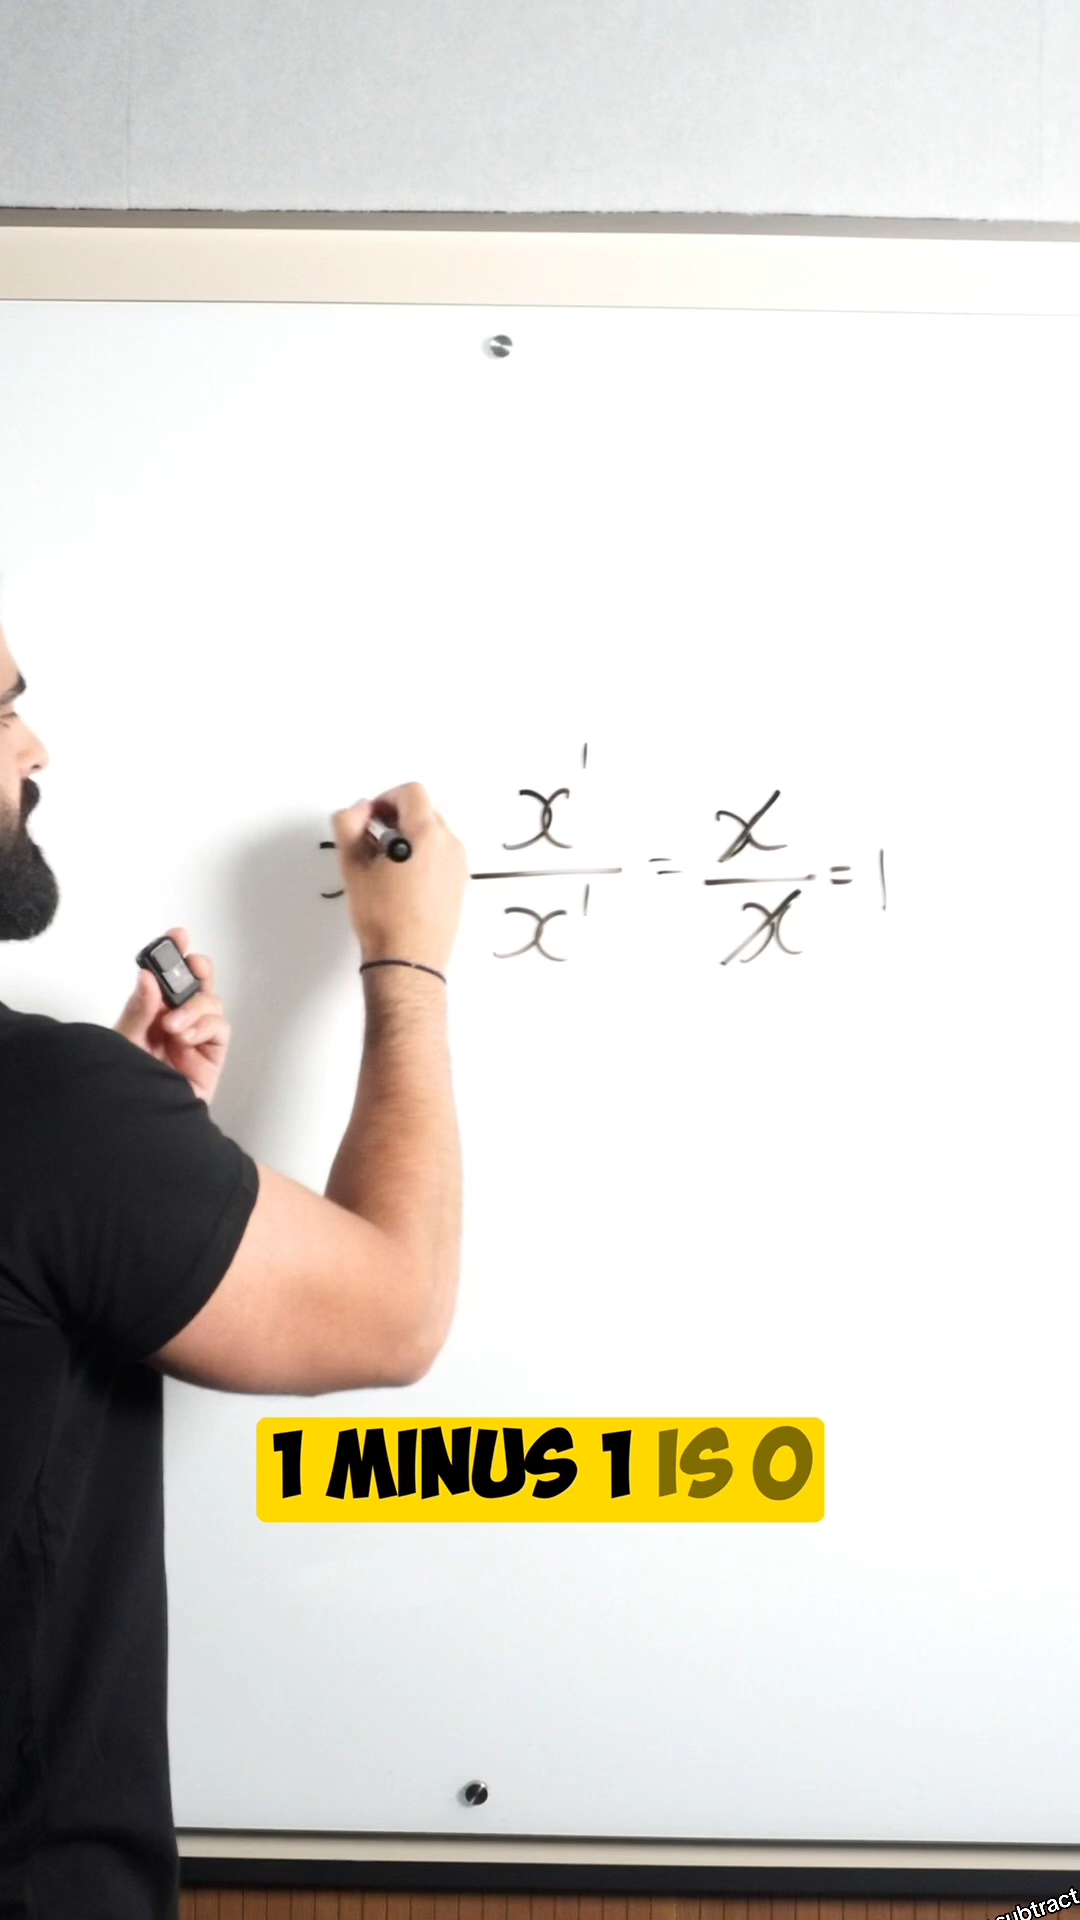 x¹/x¹ = x/x = 1
1 MINUS 1 IS 0
subtract